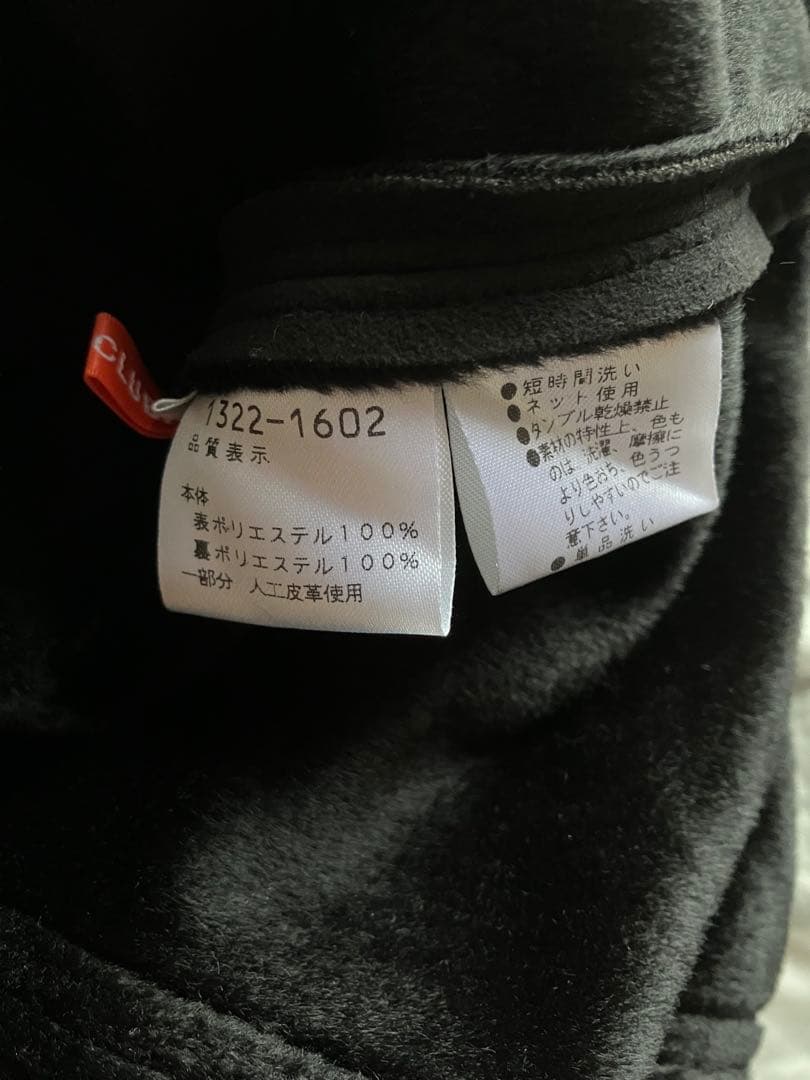 CLU
1322-1602
品質表示
本体
表ポリエステル100%
裏ポリエステル100%
一部分 人工皮革使用
●短時間洗い
●ネット使用
●タンブル乾燥禁止
●素材の特性上、色も
のは洗濯、摩擦に
より色おち、色うつ
りしやすいのでご注
意下さい。
●単品洗い